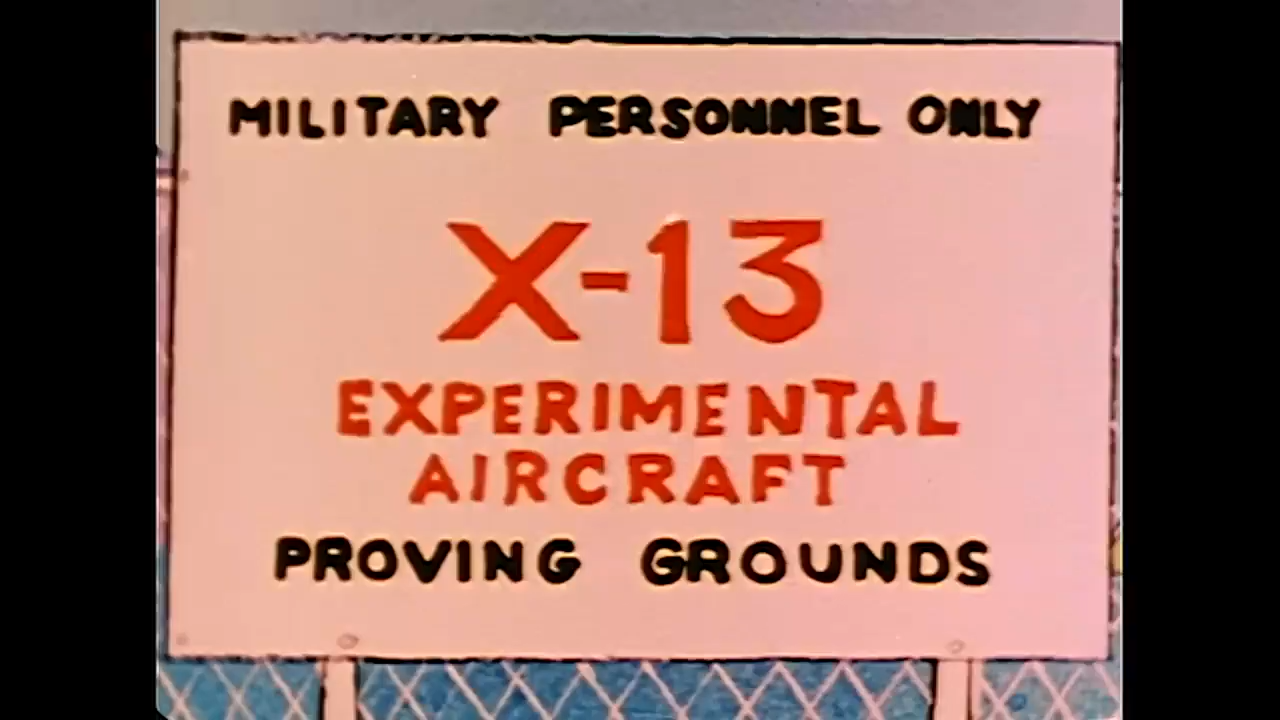 MILITARY PERSONNEL ONLY
X-13
EXPERIMENTAL
AIRCRAFT
PROVING GROUNDS